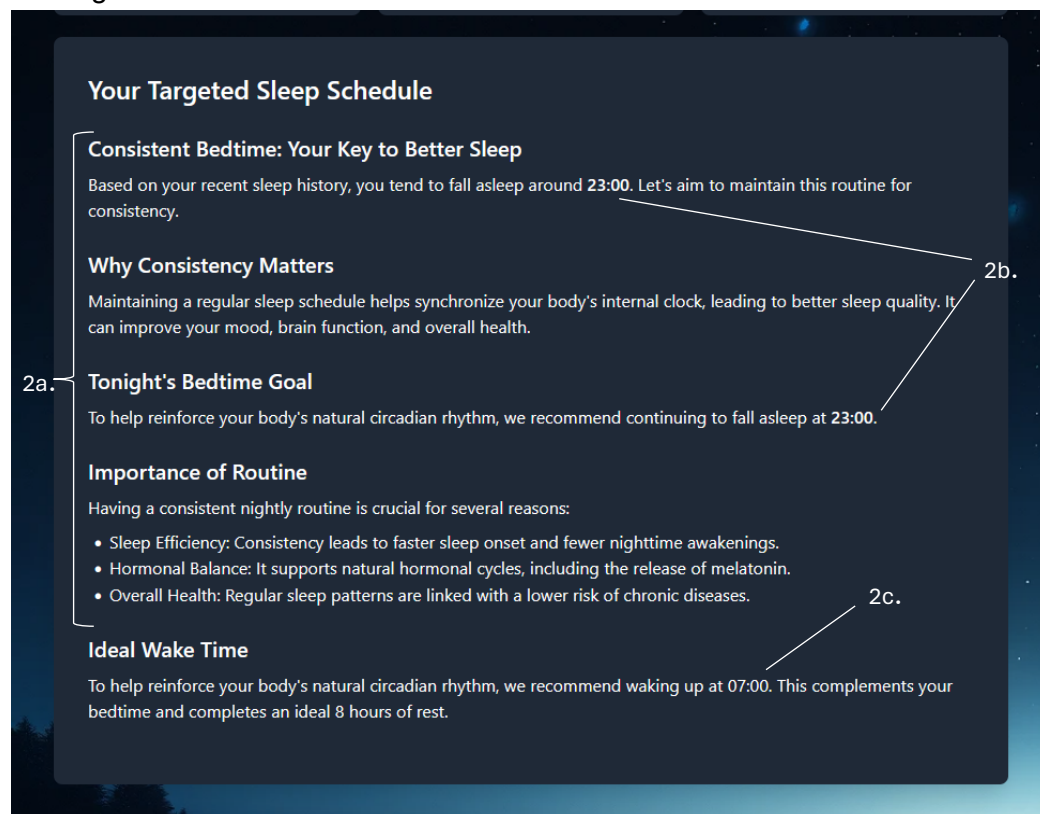 Your Targeted Sleep Schedule
Consistent Bedtime: Your Key to Better Sleep
Based on your recent sleep history, you tend to fall asleep around 23:00. Let's aim to maintain this routine for
consistency.
2b.
Why Consistency Matters
Maintaining a regular sleep schedule helps synchronize your body's internal clock, leading to better sleep quality. It
can improve your mood, brain function, and overall health.
2a.
Tonight's Bedtime Goal
To help reinforce your body's natural circadian rhythm, we recommend continuing to fall asleep at 23:00.
Importance of Routine
Having a consistent nightly routine is crucial for several reasons:
• Sleep Efficiency: Consistency leads to faster sleep onset and fewer nighttime awakenings.
• Hormonal Balance: It supports natural hormonal cycles, including the release of melatonin.
• Overall Health: Regular sleep patterns are linked with a lower risk of chronic diseases.
2c.
Ideal Wake Time
To help reinforce your body's natural circadian rhythm, we recommend waking up at 07:00. This complements your
bedtime and completes an ideal 8 hours of rest.